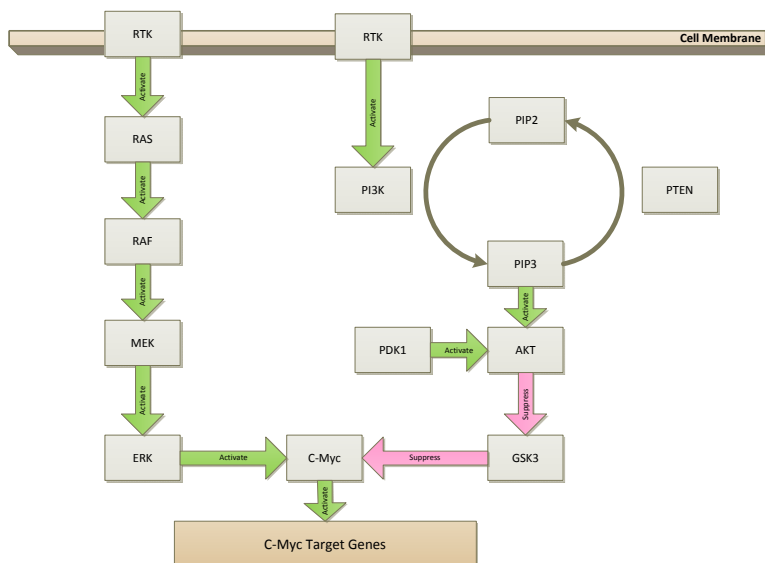 Cell Membrane
RTK
RTK
Activate
Activate
RAS
PIP2
Activate
PI3K
PTEN
RAF
PIP3
Activate
Activate
MEK
PDK1
Activate
AKT
Activate
Suppress
ERK
Activate
C-Myc
Suppress
GSK3
Activate
C-Myc Target Genes